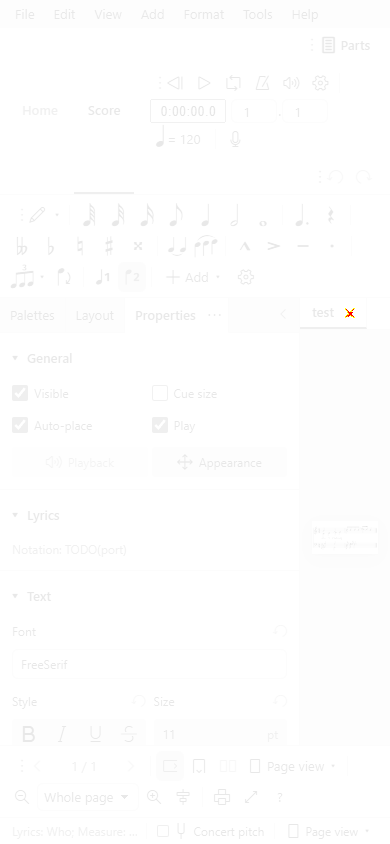 File Edit View Add Format Tools Help
Parts
Home Score 0:00:00.0 1 . 1
= 120
1 2 Add
Palettes Layout Properties test
General
Visible Cue size
Auto-place Play
Playback Appearance
Lyrics
Notation: TODO(port)
Text
Font
FreeSerif
Style Size
B I U S 11 pt
1 / 1 Page view
Whole page ?
Lyrics: Who; Measure: ... Concert pitch Page view